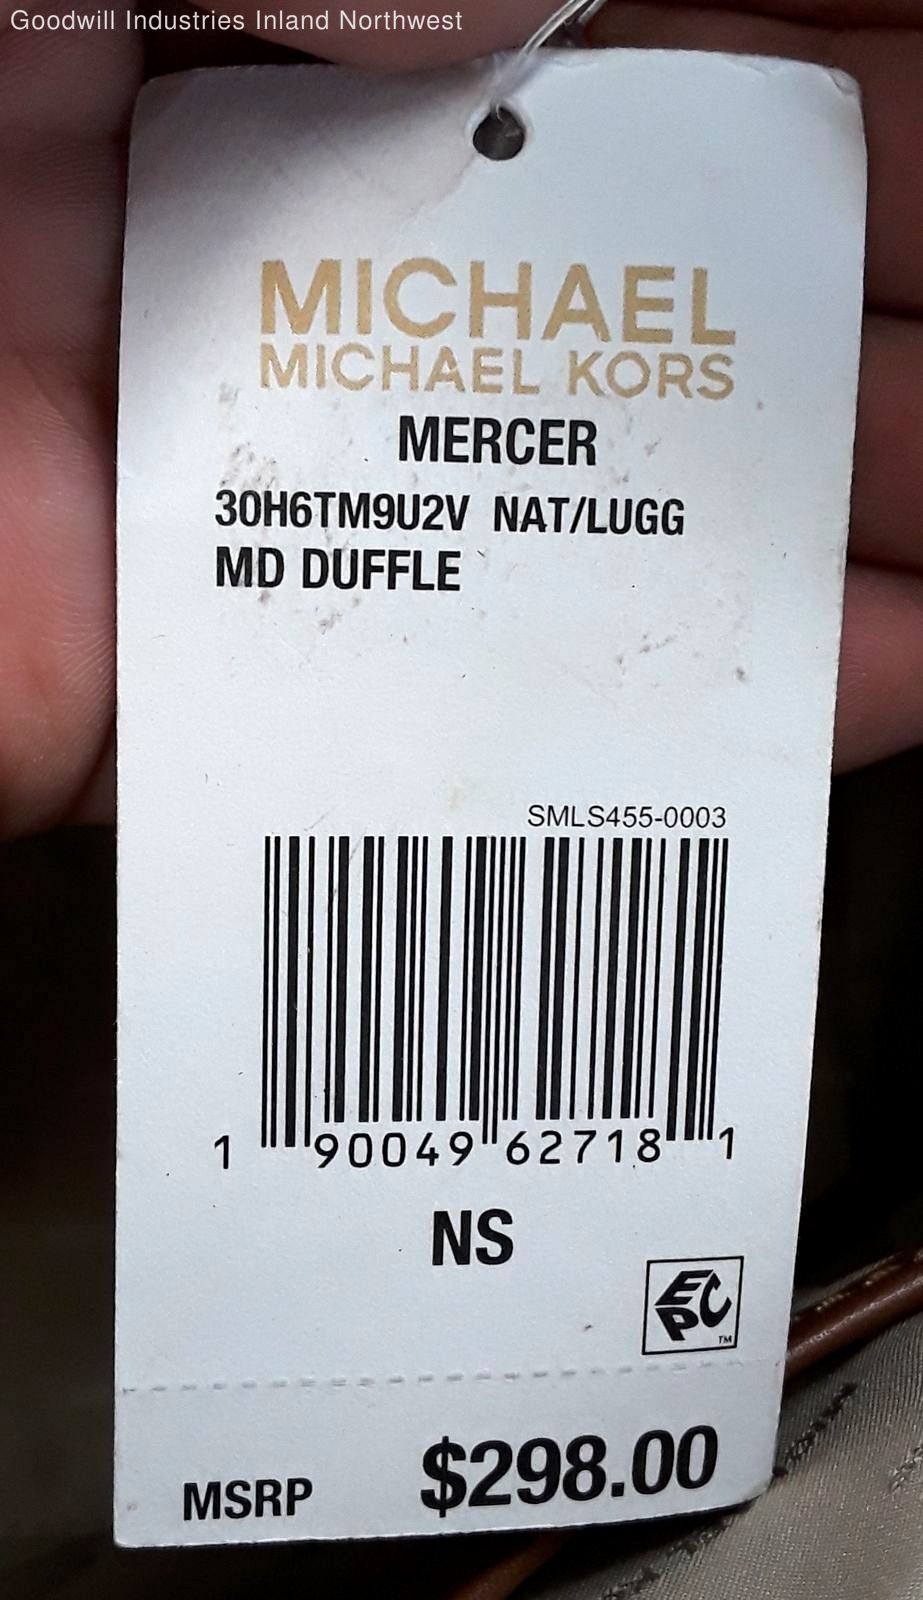 Goodwill Industries Inland Northwest
MICHAEL
MICHAEL KORS
MERCER
30H6TM9U2V NAT/LUGG
MD DUFFLE
SMLS455-0003
1 90049 62718 1
NS
EPC TM
MSRP $298.00